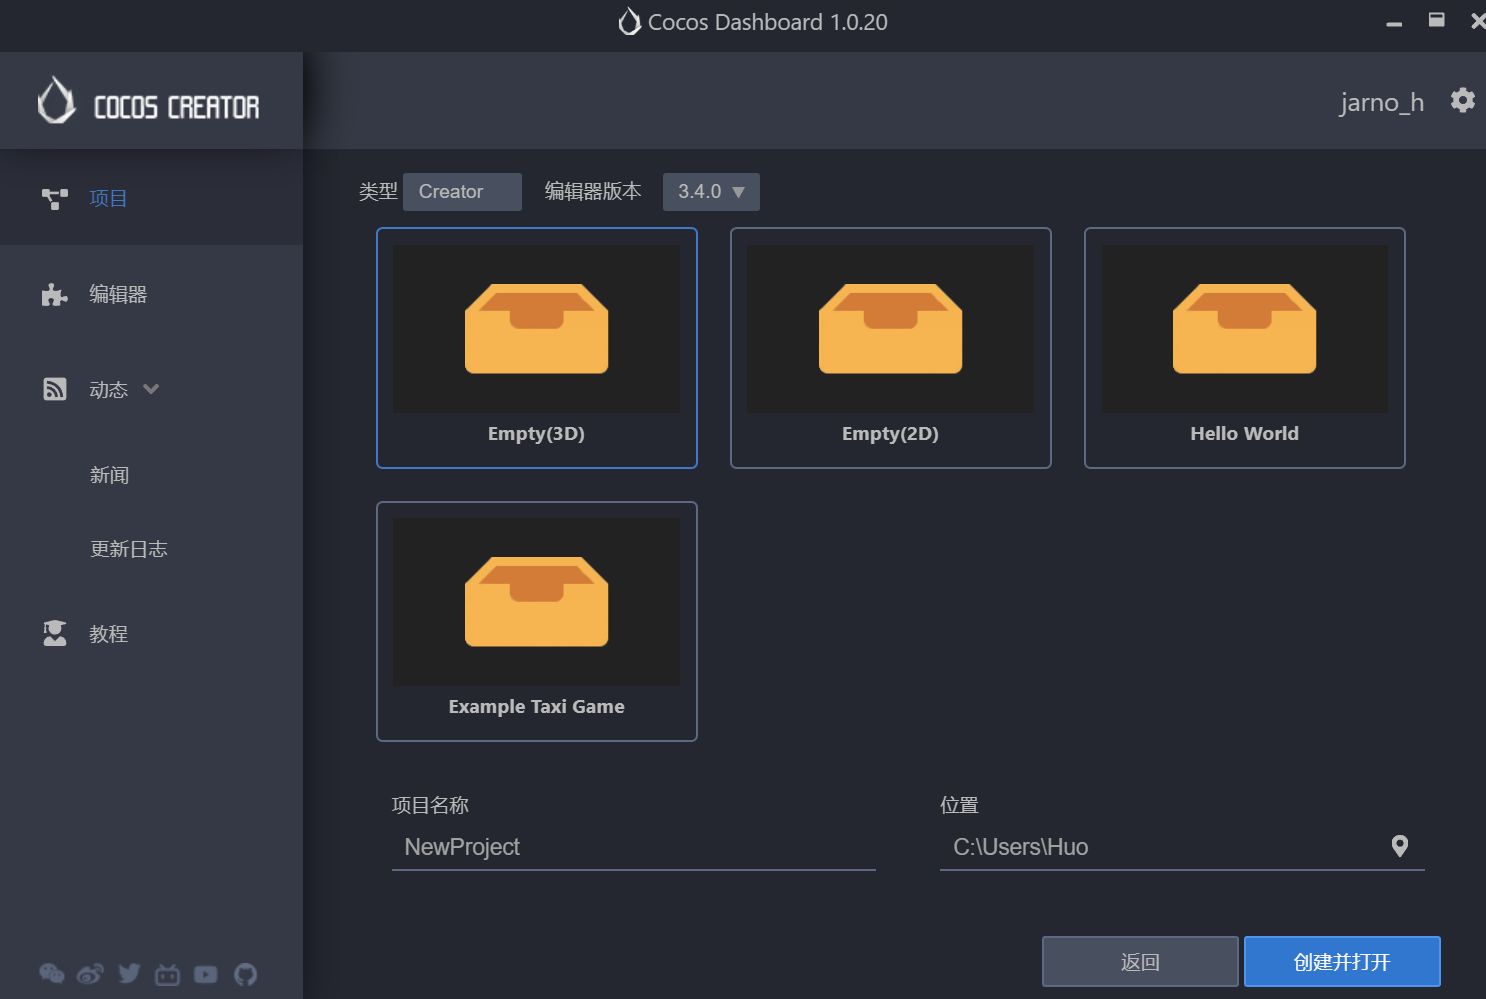 Cocos Dashboard 1.0.20
COCOS CREATOR
jarno_h
项目
编辑器
动态
新闻
更新日志
教程
类型 Creator 编辑器版本 3.4.0
Empty(3D)
Empty(2D)
Hello World
Example Taxi Game
项目名称
NewProject
位置
C:\Users\Huo
返回
创建并打开